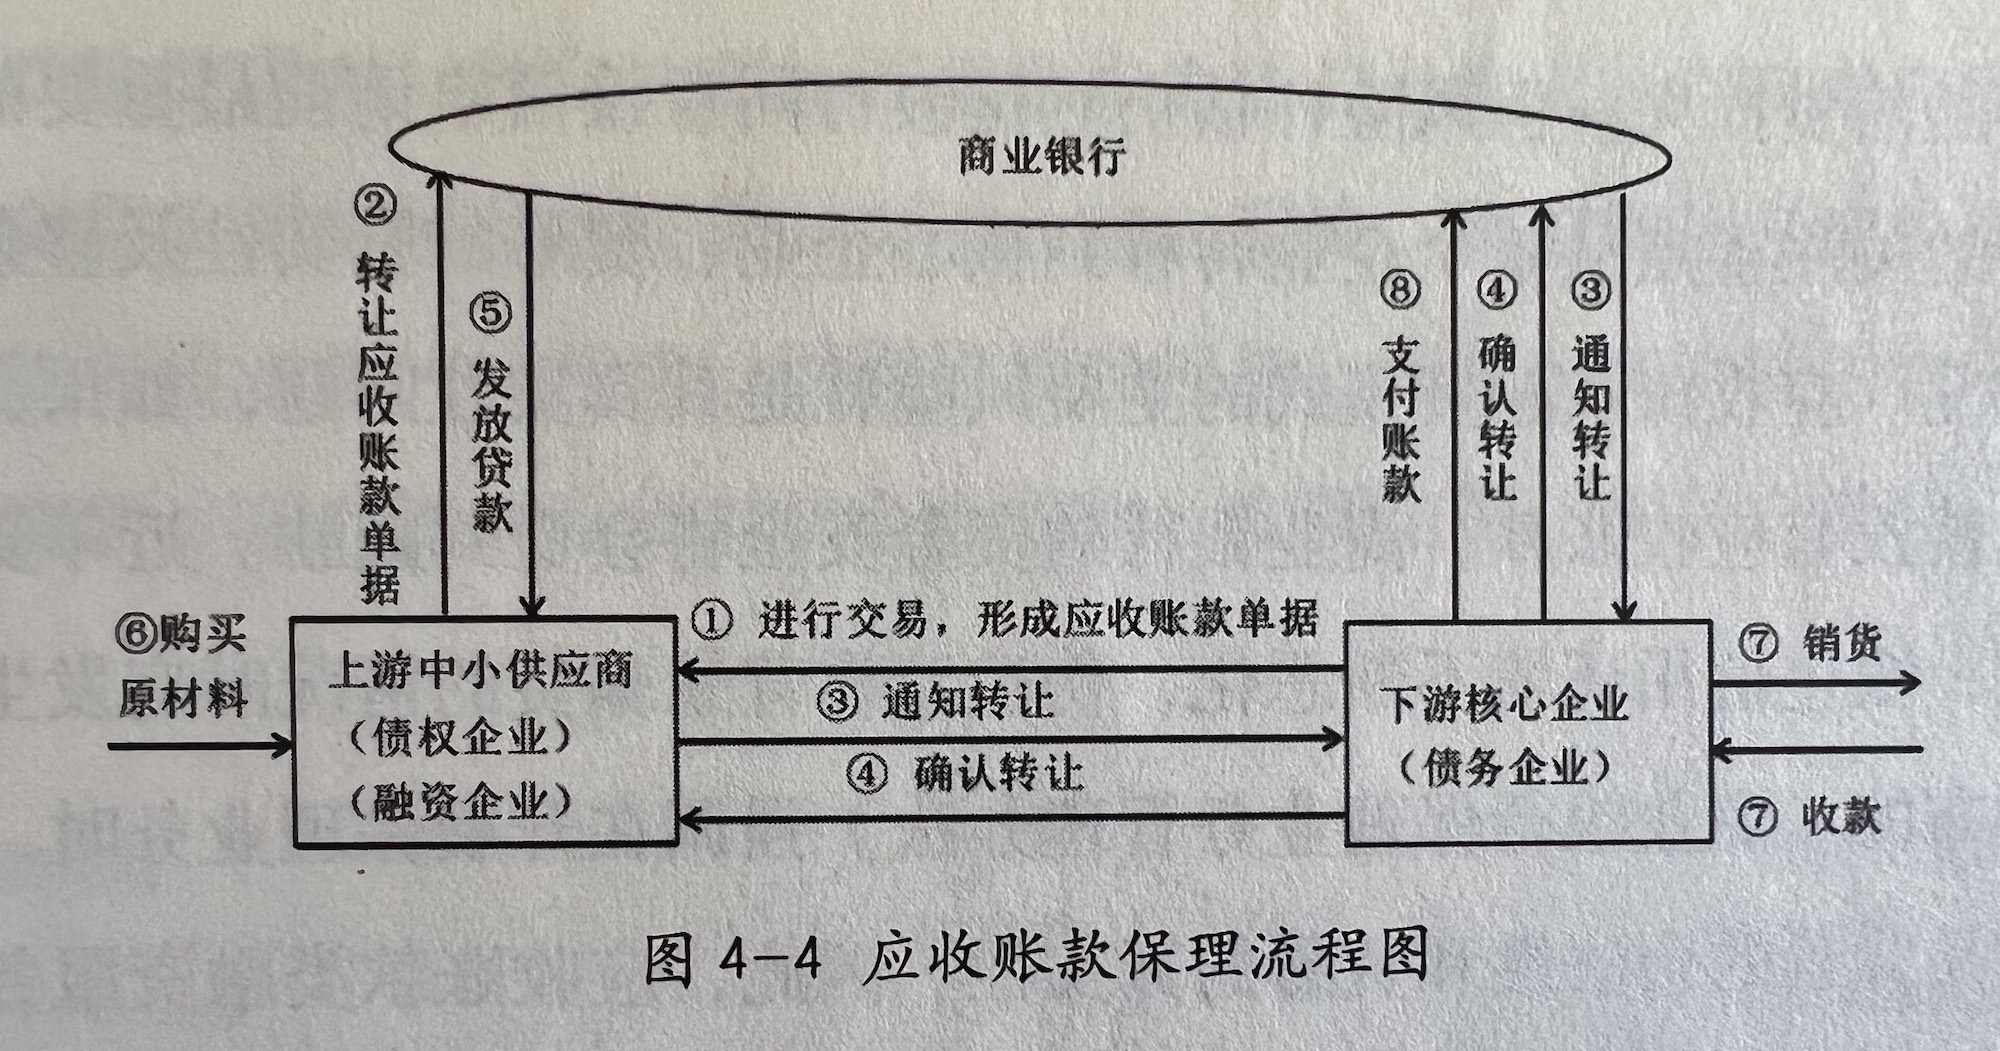 商业银行
② 转让应收账款单据
⑤ 发放贷款
⑧ 支付账款
④ 确认转让
③ 通知转让
① 进行交易，形成应收账款单据
③ 通知转让
④ 确认转让
⑥购买
原材料
上游中小供应商
（债权企业）
（融资企业）
下游核心企业
（债务企业）
⑦ 销货
⑦ 收款
图 4-4 应收账款保理流程图